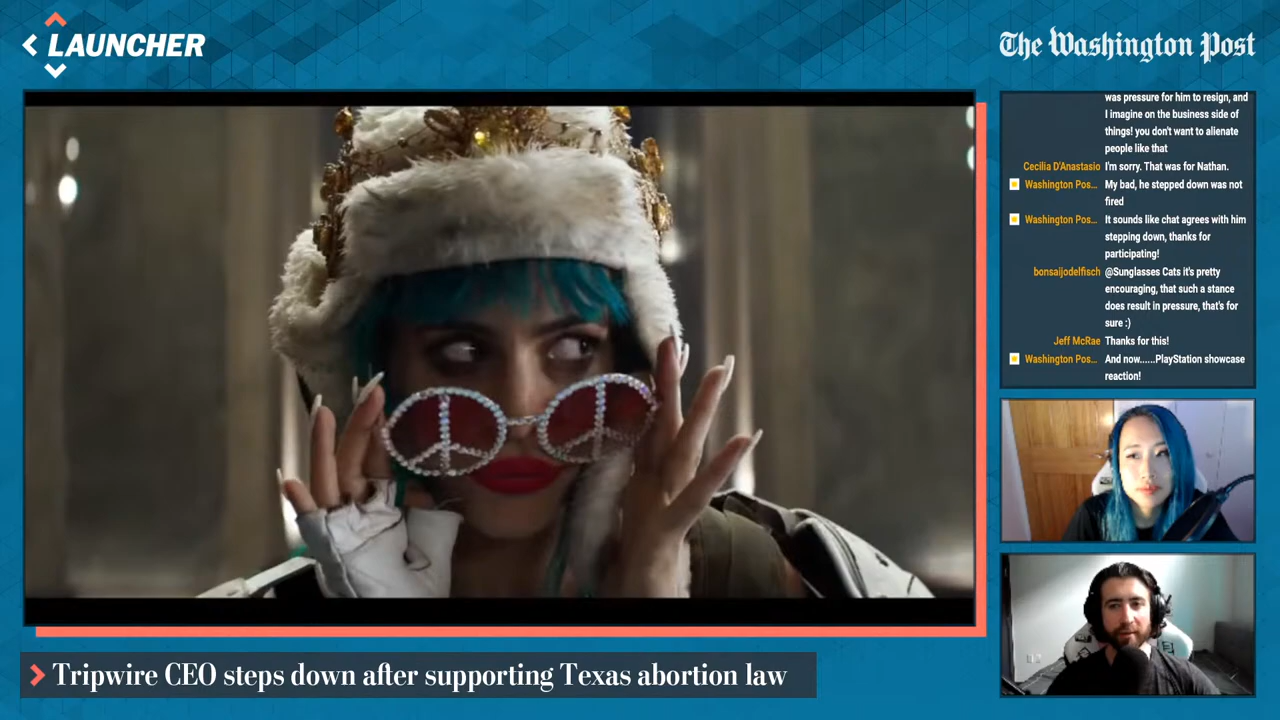 LAUNCHER
The Washington Post
was pressure for him to resign, and
I imagine on the business side of
things! you don't want to alienate
people like that
Cecilia D'Anastasio I'm sorry. That was for Nathan.
Washington Pos... My bad, he stepped down was not
fired
Washington Pos... It sounds like chat agrees with him
stepping down, thanks for
participating!
bonsaijodelfisch @Sunglasses Cats it's pretty
encouraging, that such a stance
does result in pressure, that's for
sure :)
Jeff McRae Thanks for this!
Washington Pos... And now......PlayStation showcase
reaction!
Tripwire CEO steps down after supporting Texas abortion law